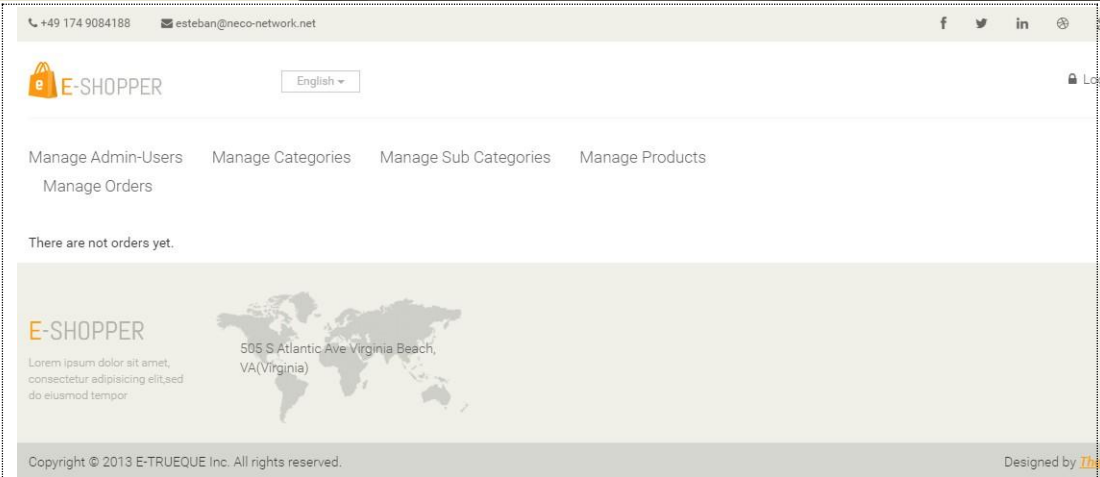 +49 174 9084188 esteban@neco-network.net
E-SHOPPER English
Manage Admin-Users Manage Categories Manage Sub Categories Manage Products
Manage Orders
There are not orders yet.
E-SHOPPER
Lorem ipsum dolor sit amet,
consectetur adipisicing elit,sed
do eiusmod tempor
505 S Atlantic Ave Virginia Beach,
VA(Virginia)
Copyright © 2013 E-TRUEQUE Inc. All rights reserved. Designed by